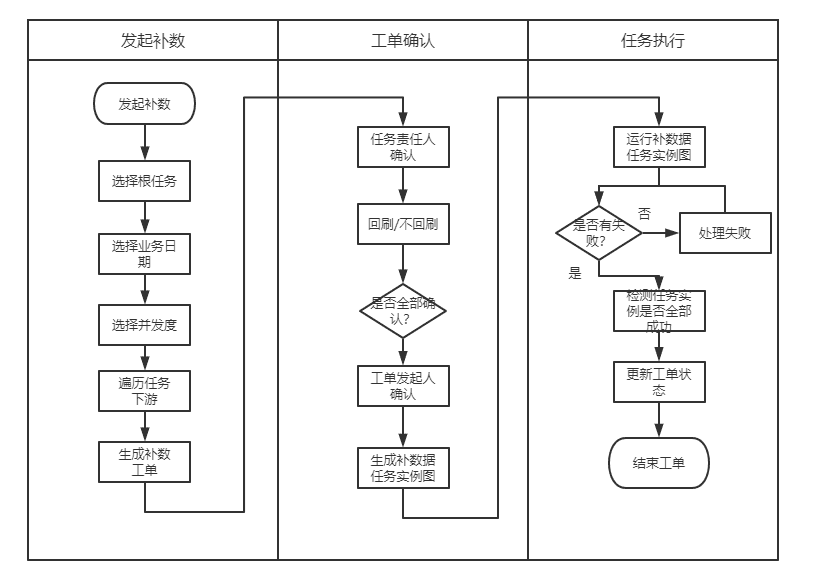 发起补数
工单确认
任务执行
发起补数
选择根任务
选择业务日
期
选择并发度
遍历任务
下游
生成补数
工单
任务责任人
确认
回刷/不回刷
是否全部确
认?
工单发起人
确认
生成补数据
任务实例图
运行补数据
任务实例图
是否有失
败?
否
处理失败
是
检测任务实
例是否全部
成功
更新工单状
态
结束工单